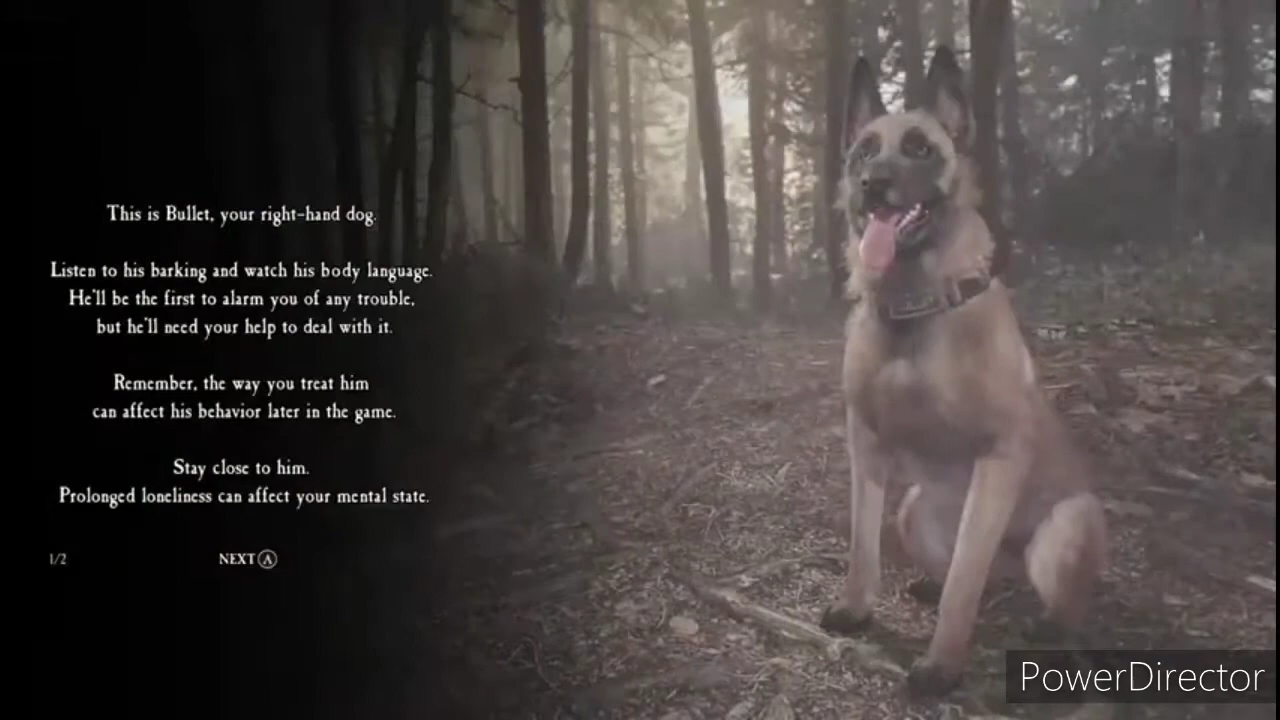 This is Bullet, your right-hand dog.
Listen to his barking and watch his body language.
He'll be the first to alarm you of any trouble,
but he'll need your help to deal with it.
Remember, the way you treat him
can affect his behavior later in the game.
Stay close to him.
Prolonged loneliness can affect your mental state.
1/2
NEXT A
PowerDirector